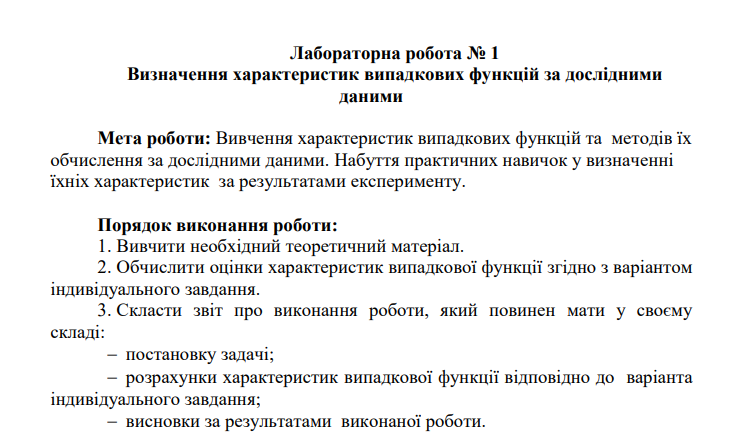 Лабораторна робота № 1
Визначення характеристик випадкових функцій за дослідними
даними
Мета роботи: Вивчення характеристик випадкових функцій та методів їх
обчислення за дослідними даними. Набуття практичних навичок у визначенні
їхніх характеристик за результатами експерименту.
Порядок виконання роботи:
1. Вивчити необхідний теоретичний матеріал.
2. Обчислити оцінки характеристик випадкової функції згідно з варіантом
індивідуального завдання.
3. Скласти звіт про виконання роботи, який повинен мати у своєму
складі:
– постановку задачі;
– розрахунки характеристик випадкової функції відповідно до варіанта
індивідуального завдання;
– висновки за результатами виконаної роботи.